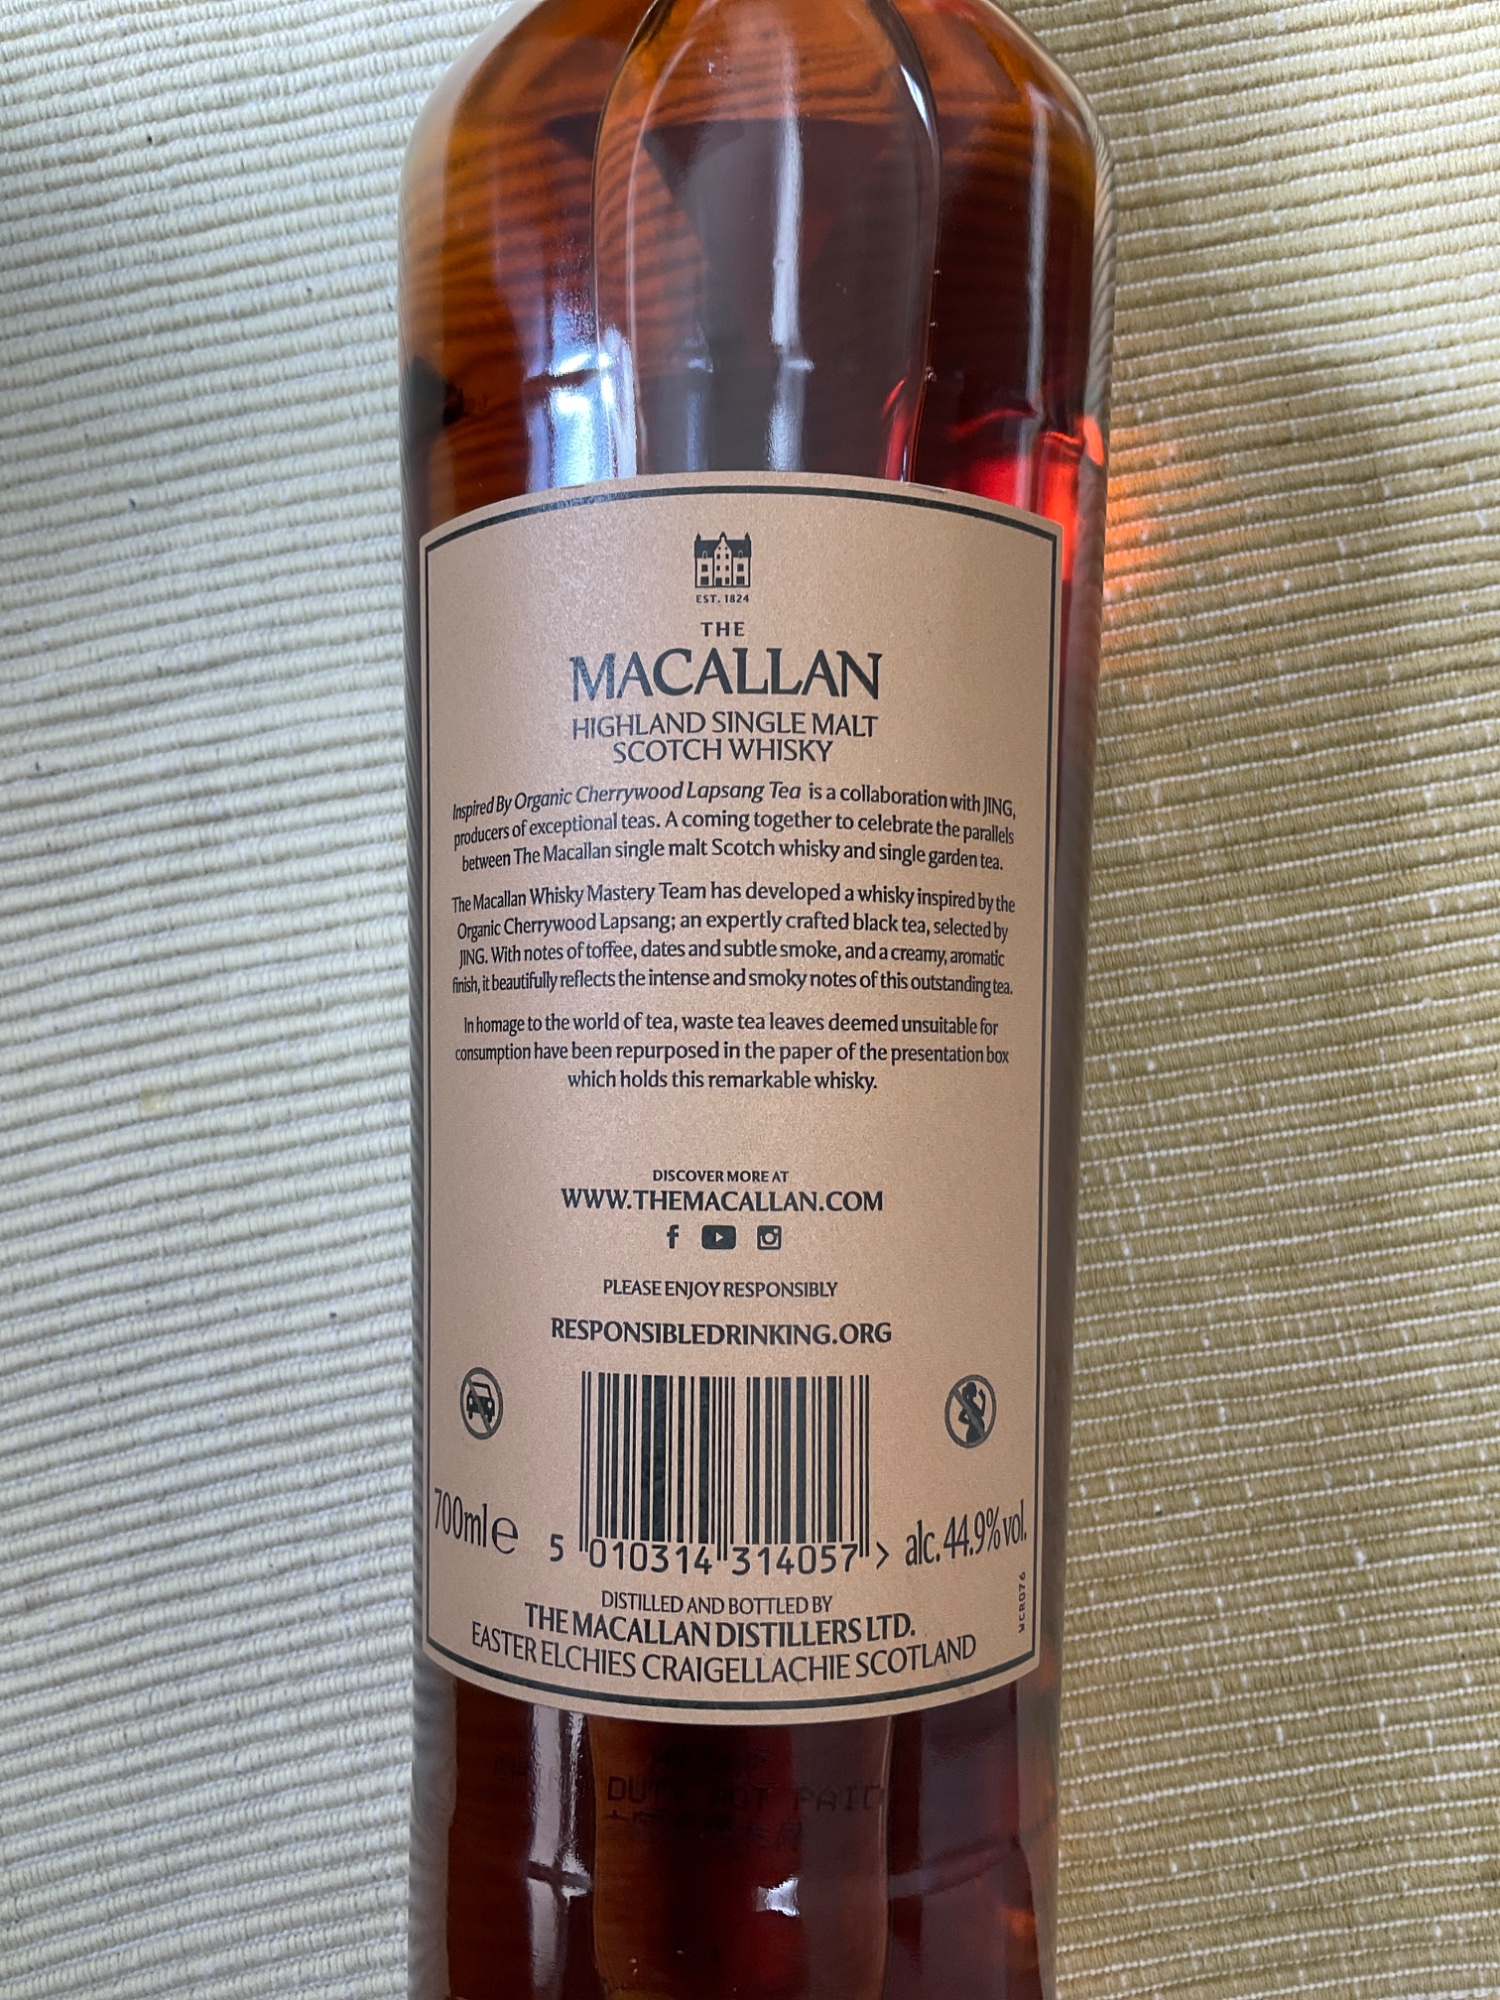 EST. 1824
THE
MACALLAN
HIGHLAND SINGLE MALT
SCOTCH WHISKY
Inspired By Organic Cherrywood Lapsang Tea is a collaboration with JING,
producers of exceptional teas. A coming together to celebrate the parallels
between The Macallan single malt Scotch whisky and single garden tea.
The Macallan Whisky Mastery Team has developed a whisky inspired by the
Organic Cherrywood Lapsang; an expertly crafted black tea, selected by
JING. With notes of toffee, dates and subtle smoke, and a creamy, aromatic
finish, it beautifully reflects the intense and smoky notes of this outstanding tea.
In homage to the world of tea, waste tea leaves deemed unsuitable for
consumption have been repurposed in the paper of the presentation box
which holds this remarkable whisky.
DISCOVER MORE AT
WWW.THEMACALLAN.COM
PLEASE ENJOY RESPONSIBLY
RESPONSIBLEDRINKING.ORG
700ml e
5 010314 314057 >
alc. 44.9% vol.
WCR076
DISTILLED AND BOTTLED BY
THE MACALLAN DISTILLERS LTD.
EASTER ELCHIES CRAIGELLACHIE SCOTLAND
DUTY NOT PAID